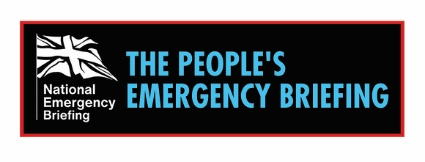 National
Emergency
Briefing
THE PEOPLE'S
EMERGENCY BRIEFING